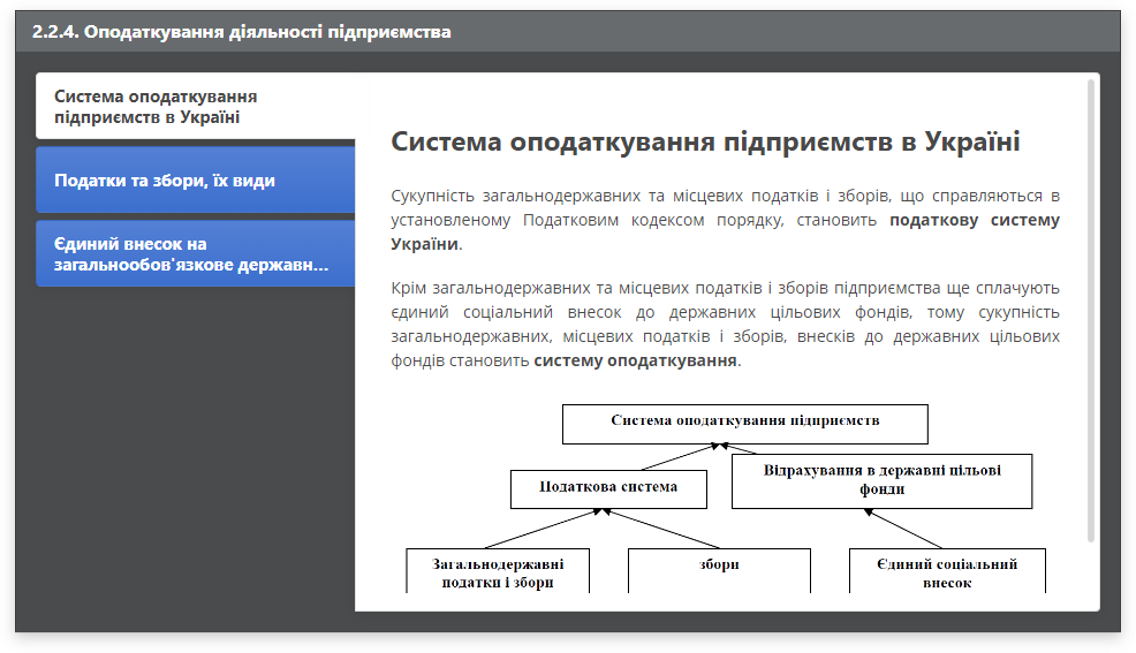 2.2.4. Оподаткування діяльності підприємства
Система оподаткування
підприємств в Україні
Податки та збори, їх види
Єдиний внесок на
загальнообов'язкове державн...
Система оподаткування підприємств в Україні
Сукупність загальнодержавних та місцевих податків і зборів, що справляються в
установленому Податковим кодексом порядку, становить податкову систему
України.
Крім загальнодержавних та місцевих податків і зборів підприємства ще сплачують
єдиний соціальний внесок до державних цільових фондів, тому сукупність
загальнодержавних, місцевих податків і зборів, внесків до державних цільових
фондів становить систему оподаткування.
Система оподаткування підприємств
Податкова система
Відрахування в державні цільові
фонди
Загальнодержавні
податки і збори
збори
Єдиний соціальний
внесок